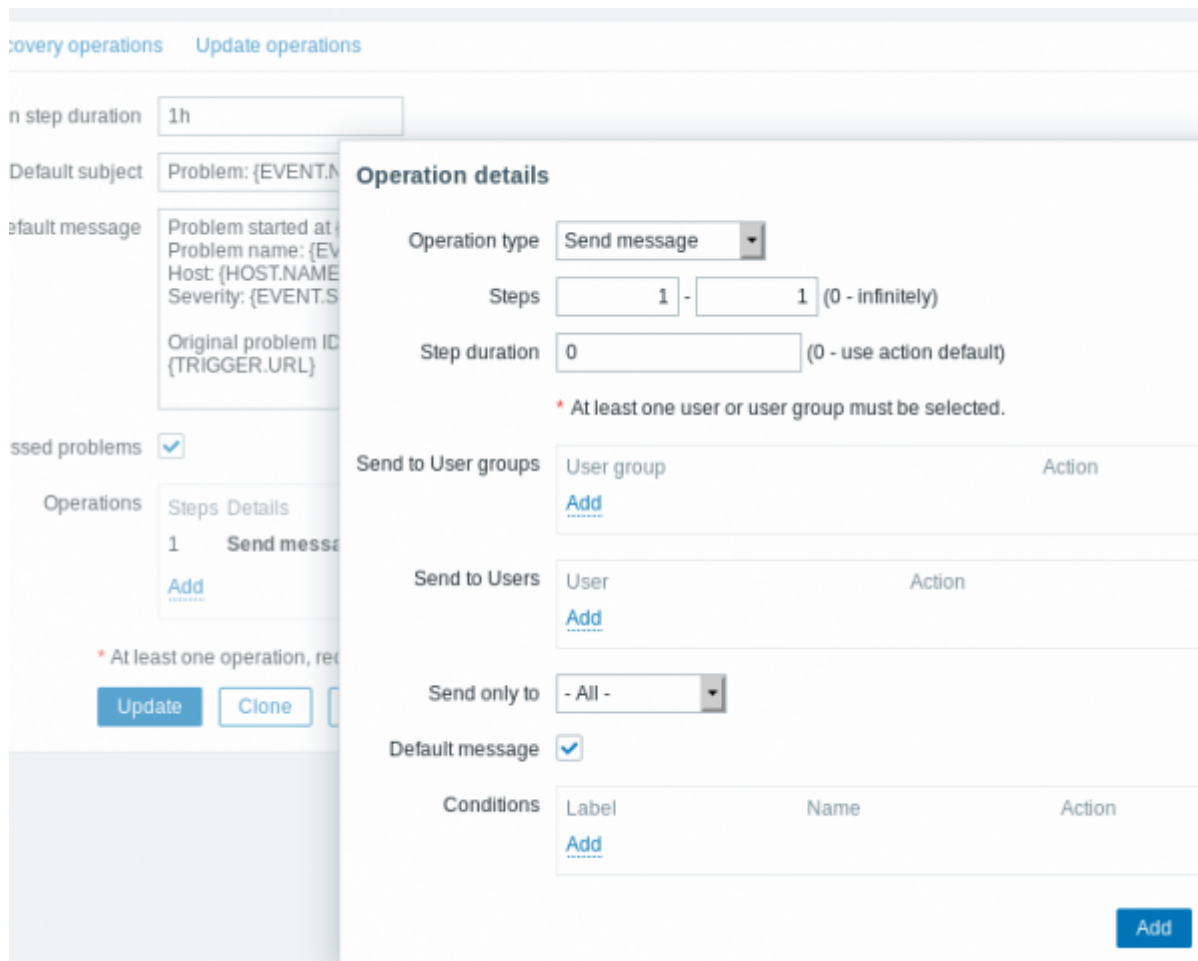 covery operations Update operations
n step duration 1h
Default subject Problem: {EVENT.N
efault message Problem started at {
Problem name: {EV
Host: {HOST.NAME
Severity: {EVENT.S
Original problem ID
{TRIGGER.URL}
ssed problems
Operations Steps Details
1 Send messa
Add
* At least one operation, rec
Update Clone
Operation details
Operation type Send message
Steps 1 - 1 (0 - infinitely)
Step duration 0 (0 - use action default)
* At least one user or user group must be selected.
Send to User groups User group Action
Add
Send to Users User Action
Add
Send only to - All -
Default message
Conditions Label Name Action
Add
Add